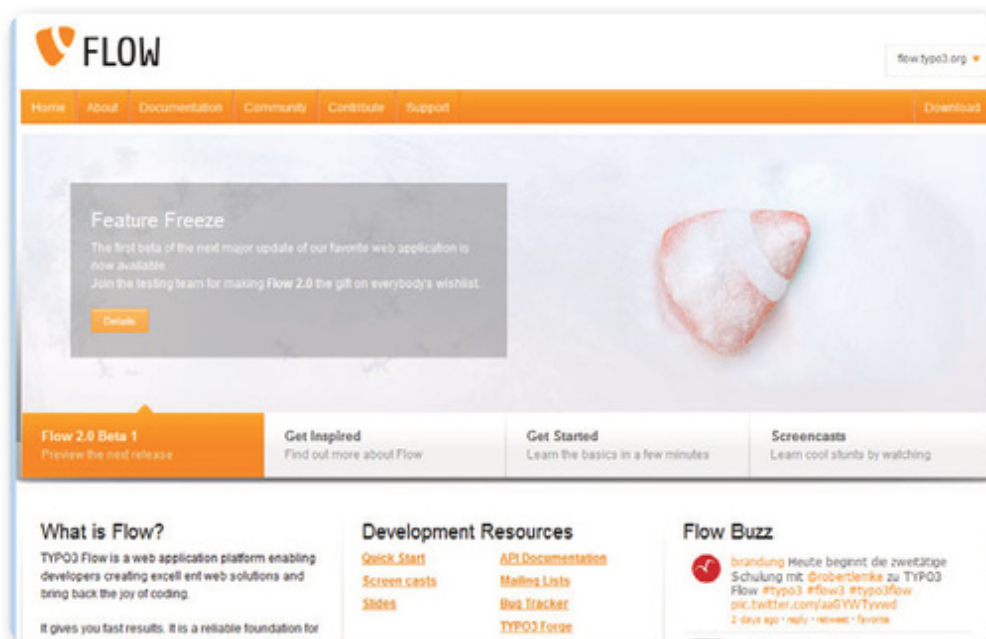 FLOW
flow.typo3.org
Home About Documentation Community Contribute Support Download
Feature Freeze
The first beta of the next major update of our favorite web application is
now available.
Join the testing team for making Flow 2.0 the gift on everybody's wishlist.
Details
Flow 2.0 Beta 1
Preview the next release
Get Inspired
Find out more about Flow
Get Started
Learn the basics in a few minutes
Screencasts
Learn cool stunts by watching
What is Flow?
TYPO3 Flow is a web application platform enabling
developers creating excell ent web solutions and
bring back the joy of coding.
It gives you fast results. It is a reliable foundation for
Development Resources
Quick Start
Screen casts
Slides
API Documentation
Mailing Lists
Bug Tracker
TYPO3 Forge
Flow Buzz
brandung Heute beginnt die zweitätige
Schulung mit @robertlemke zu TYPO3
Flow #typo3 #flow3 #typo3flow
pic.twitter.com/aaGYWTyvwd
2 days ago · reply · retweet · favorite